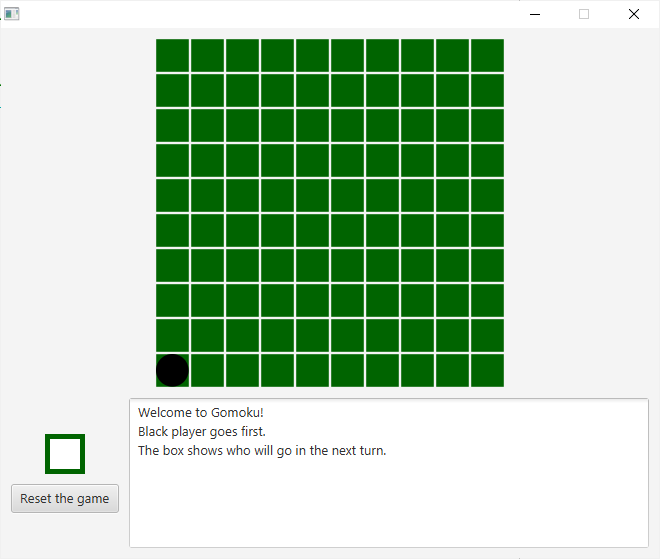 Welcome to Gomoku!
Black player goes first.
The box shows who will go in the next turn.
Reset the game